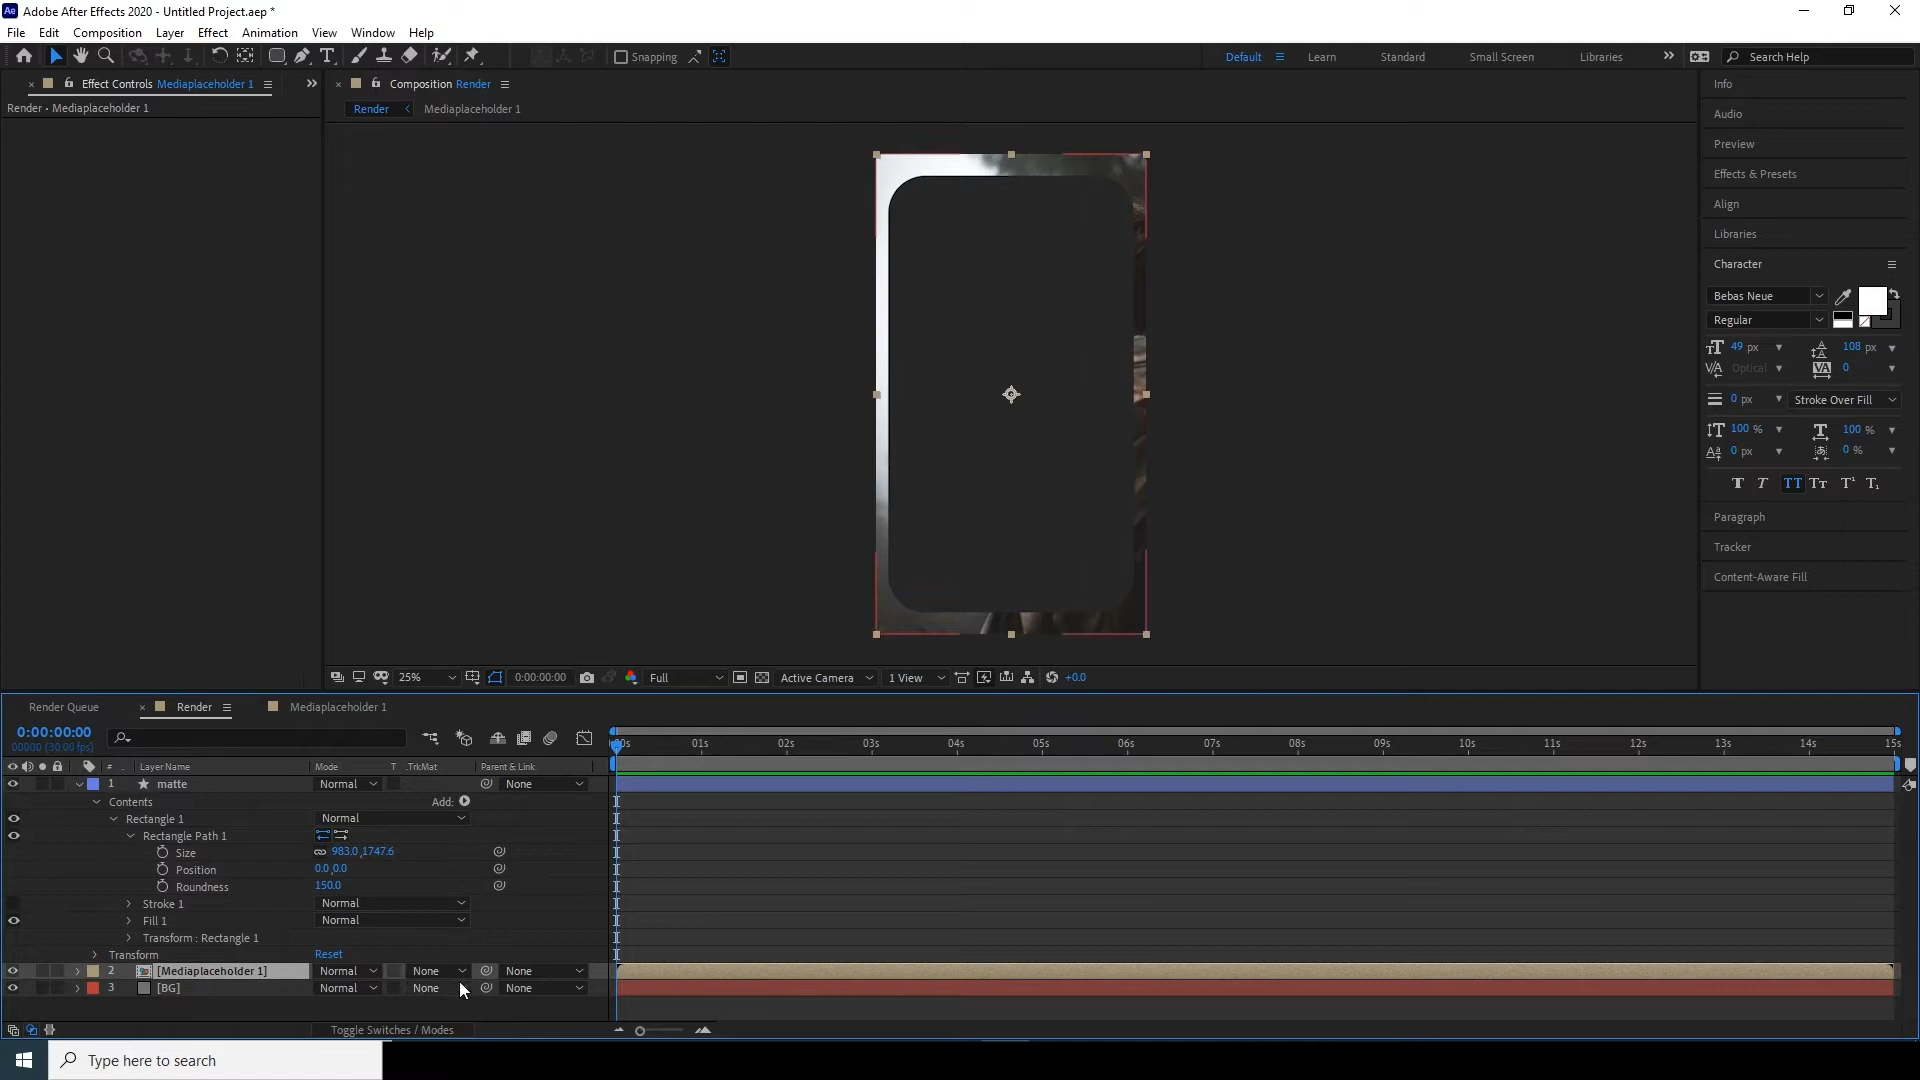 Ae Adobe After Effects 2020 - Untitled Project.aep *
File Edit Composition Layer Effect Animation View Window Help
Snapping
Default Learn Standard Small Screen Libraries Search Help
Effect Controls Mediaplaceholder 1
Render • Mediaplaceholder 1
Composition Render
Render Mediaplaceholder 1
Info
Audio
Preview
Effects & Presets
Align
Libraries
Character
Bebas Neue
Regular
49 px 108 px
Optical 0
0 px Stroke Over Fill
100 % 100 %
0 px 0 %
T T TT Tt T¹ T₁
Paragraph
Tracker
Content-Aware Fill
25% 0:00:00:00 Full Active Camera 1 View +0.0
Render Queue Render Mediaplaceholder 1
0:00:00:00
00000 (30.00 fps)
00s 01s 02s 03s 04s 05s 06s 07s 08s 09s 10s 11s 12s 13s 14s 15s
# Layer Name Mode T .TrkMat Parent & Link
1 matte Normal None
Contents Add:
Rectangle 1 Normal
Rectangle Path 1
Size 983.0,1747.6
Position 0.0,0.0
Roundness 150.0
Stroke 1 Normal
Fill 1 Normal
Transform : Rectangle 1
Transform Reset
2 [Mediaplaceholder 1] Normal None None
3 [BG] Normal None None
Toggle Switches / Modes
Type here to search